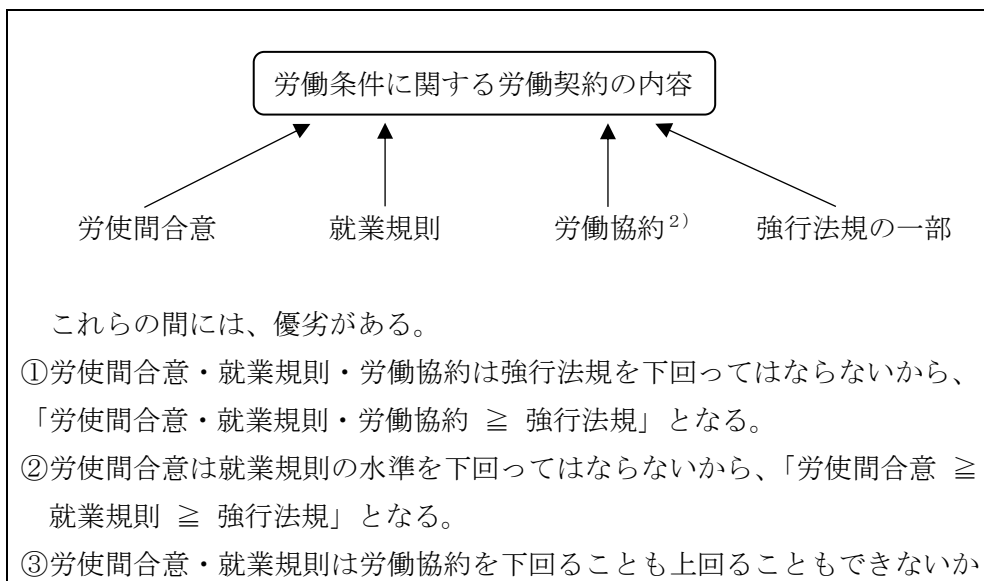 労働条件に関する労働契約の内容
労使間合意 就業規則 労働協約2) 強行法規の一部
これらの間には、優劣がある。
①労使間合意・就業規則・労働協約は強行法規を下回ってはならないから、
「労使間合意・就業規則・労働協約 ≧ 強行法規」となる。
②労使間合意は就業規則の水準を下回ってはならないから、「労使間合意 ≧
就業規則 ≧ 強行法規」となる。
③労使間合意・就業規則は労働協約を下回ることも上回ることもできないか